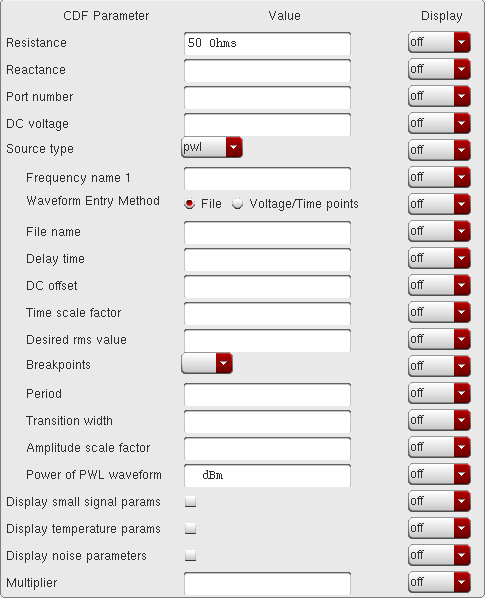 CDF Parameter Value Display
Resistance 50 Ohms off
Reactance off
Port number off
DC voltage off
Source type pwl off
Frequency name 1 off
Waveform Entry Method File Voltage/Time points off
File name off
Delay time off
DC offset off
Time scale factor off
Desired rms value off
Breakpoints off
Period off
Transition width off
Amplitude scale factor off
Power of PWL waveform dBm off
Display small signal params off
Display temperature params off
Display noise parameters off
Multiplier off